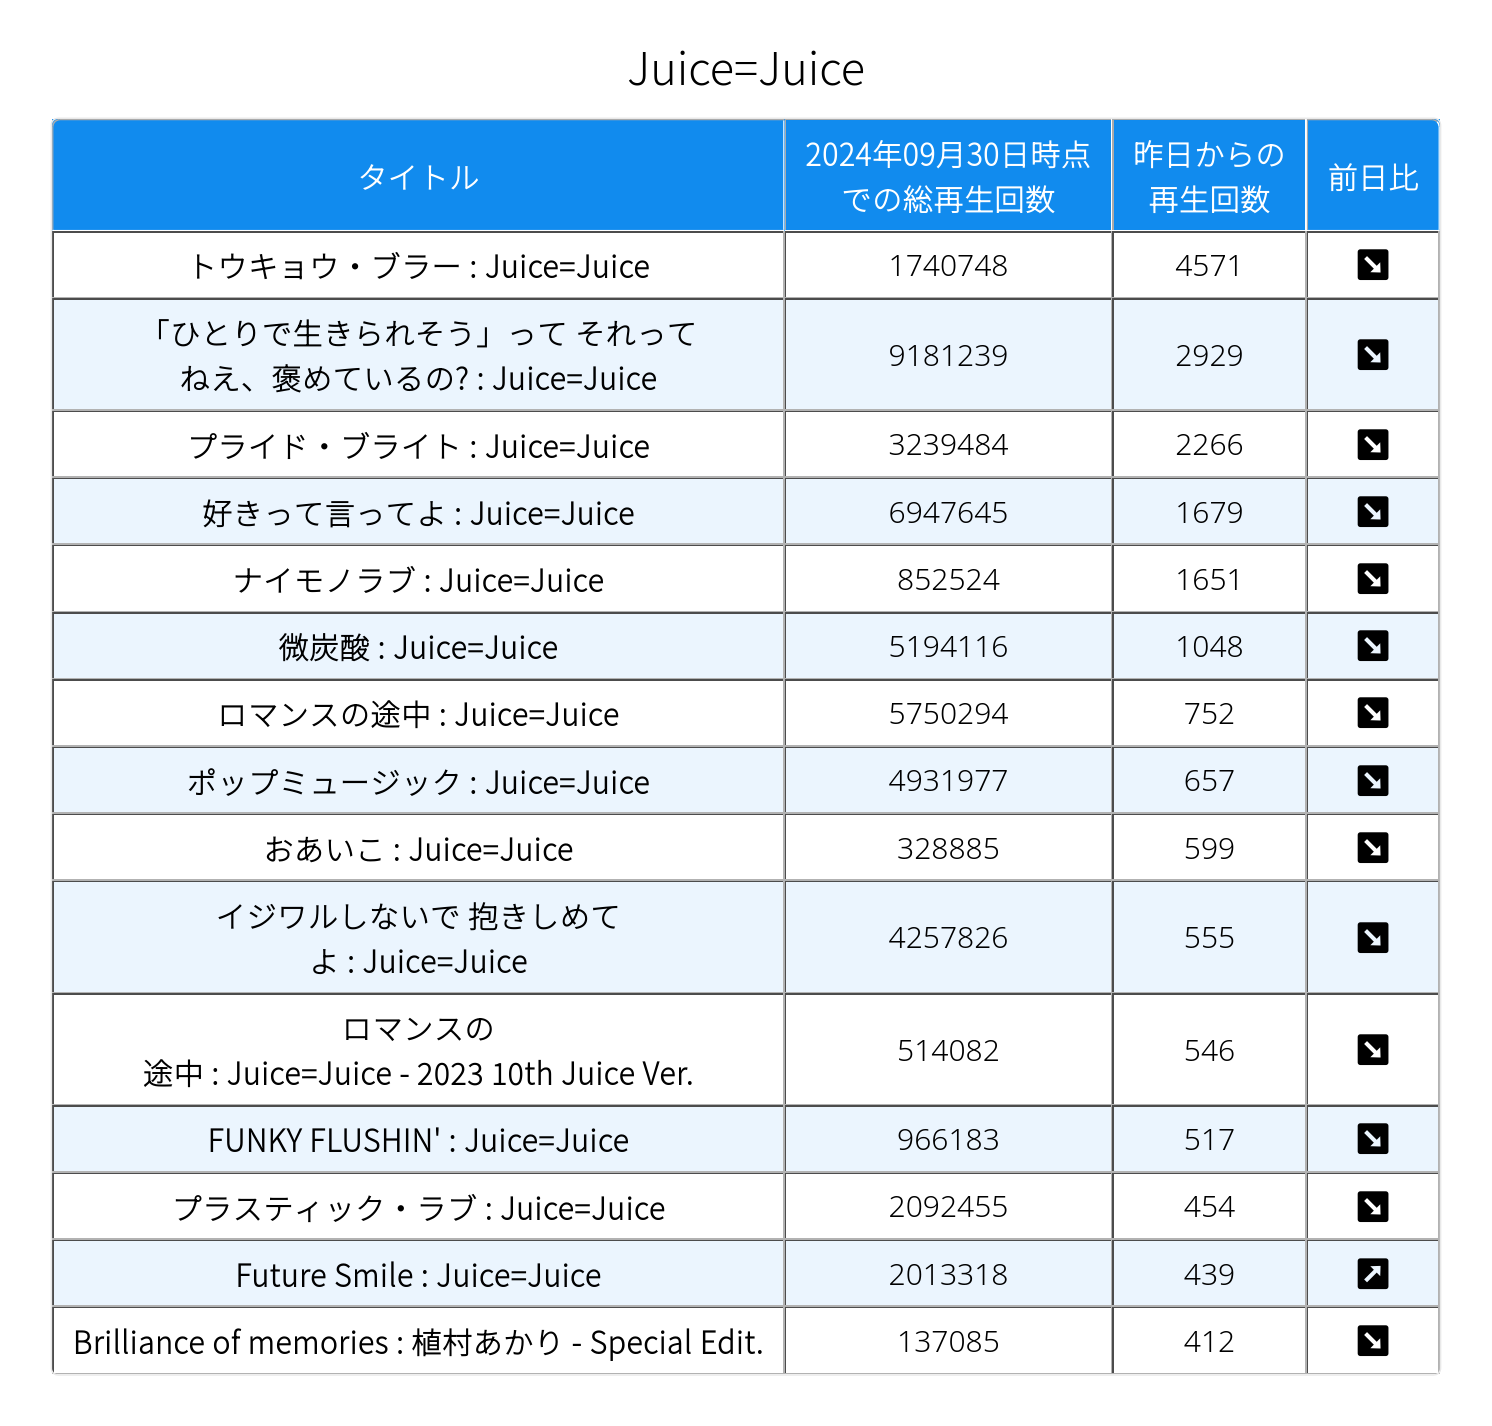 Juice=Juice
タイトル
2024年09月30日時点
での総再生回数
昨日からの
再生回数
前日比
トウキョウ・ブラー : Juice=Juice
1740748
4571
「ひとりで生きられそう」って それって
ねえ、褒めているの? : Juice=Juice
9181239
2929
プライド・ブライト : Juice=Juice
3239484
2266
好きって言ってよ : Juice=Juice
6947645
1679
ナイモノラブ : Juice=Juice
852524
1651
微炭酸 : Juice=Juice
5194116
1048
ロマンスの途中 : Juice=Juice
5750294
752
ポップミュージック : Juice=Juice
4931977
657
おあいこ : Juice=Juice
328885
599
イジワルしないで 抱きしめて
よ : Juice=Juice
4257826
555
ロマンスの
途中 : Juice=Juice - 2023 10th Juice Ver.
514082
546
FUNKY FLUSHIN' : Juice=Juice
966183
517
プラスティック・ラブ : Juice=Juice
2092455
454
Future Smile : Juice=Juice
2013318
439
Brilliance of memories : 植村あかり - Special Edit.
137085
412